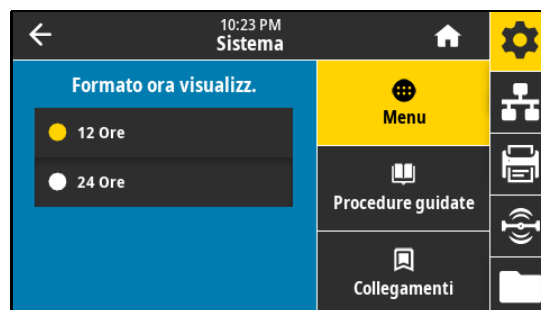 10:23 PM
Sistema
Formato ora visualizz.
12 Ore
24 Ore
Menu
Procedure guidate
Collegamenti